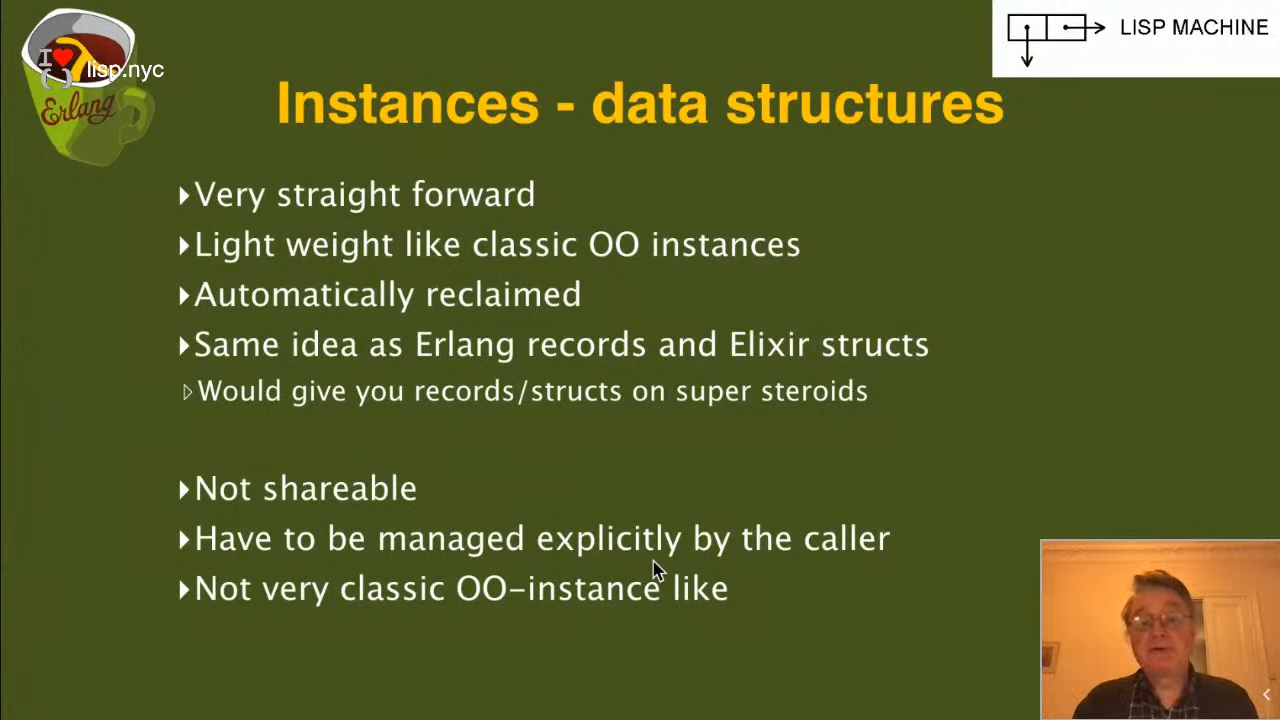 LISP MACHINE
I
lisp.nyc
( )
Erlang
Instances - data structures
Very straight forward
Light weight like classic OO instances
Automatically reclaimed
Same idea as Erlang records and Elixir structs
Would give you records/structs on super steroids
Not shareable
Have to be managed explicitly by the caller
Not very classic OO-instance like